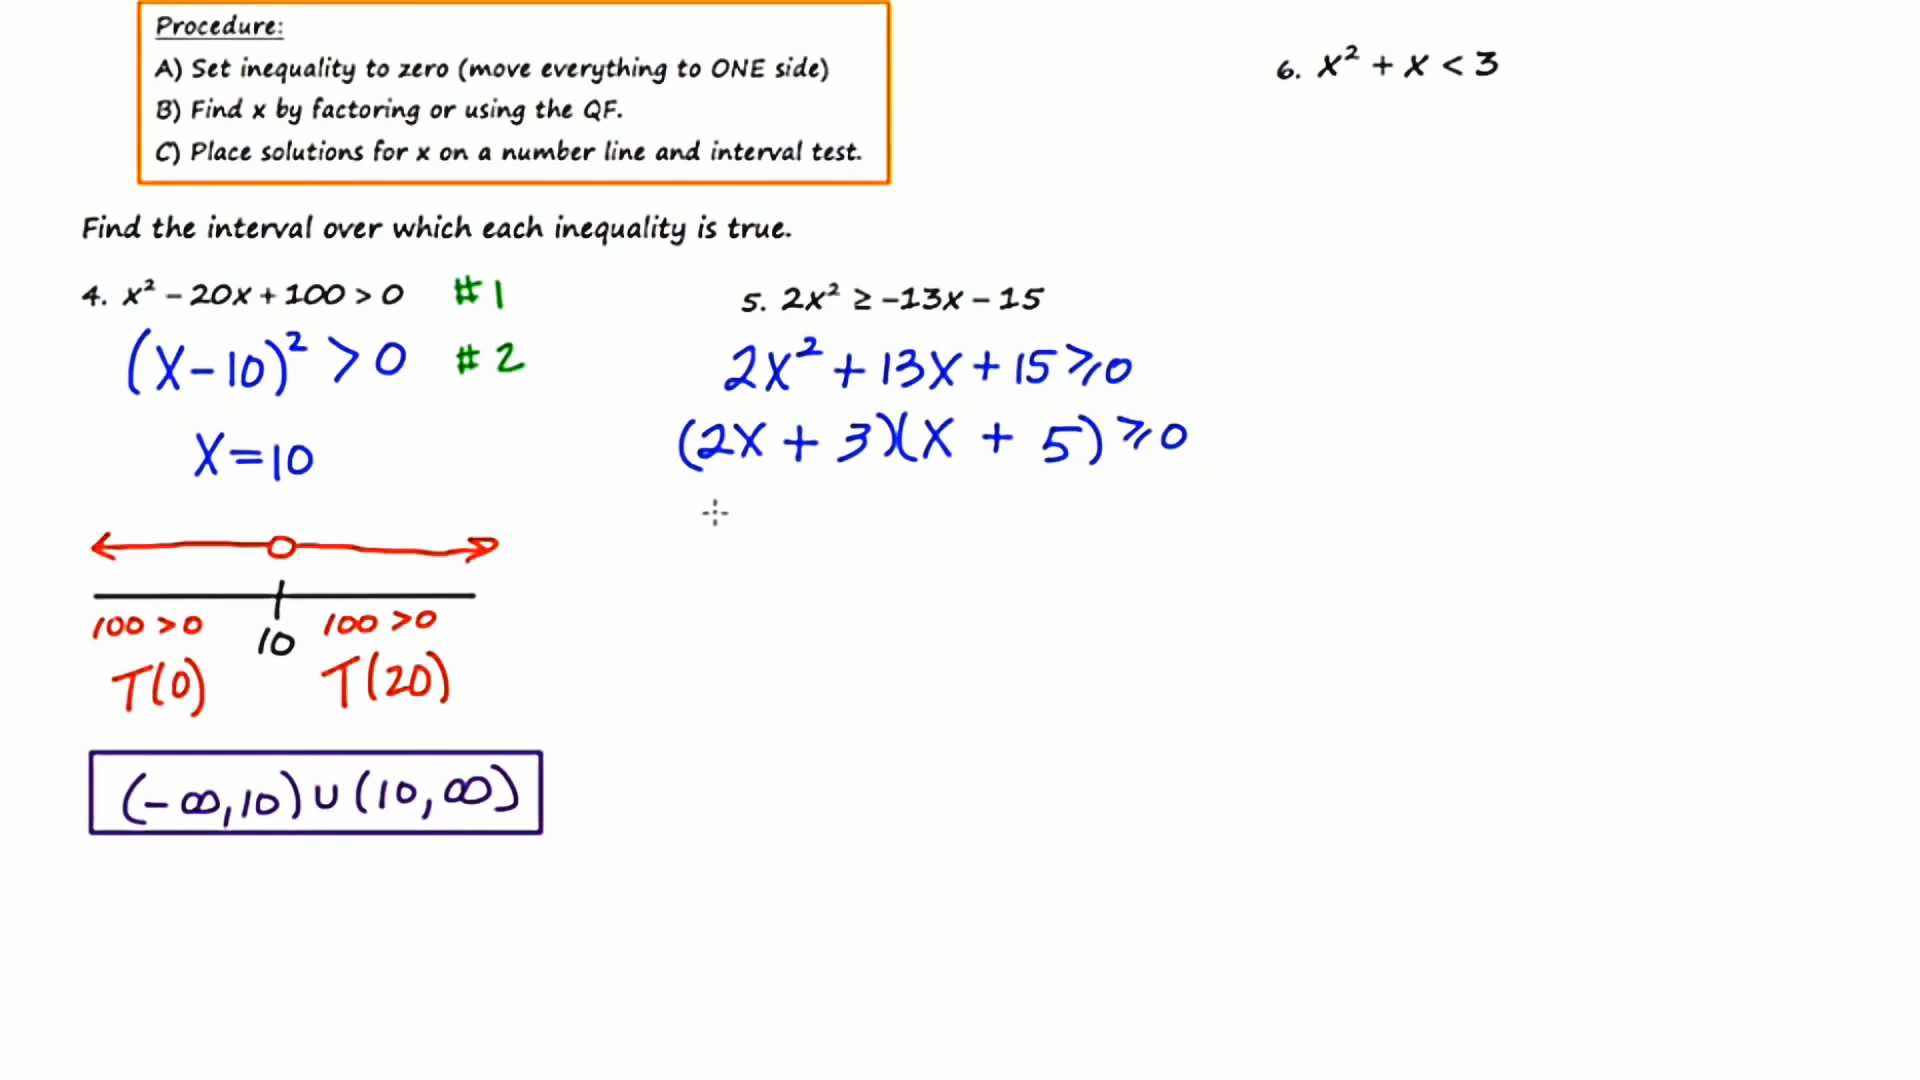 Procedure:
A) Set inequality to zero (move everything to ONE side)
B) Find x by factoring or using the QF.
C) Place solutions for x on a number line and interval test.
Find the interval over which each inequality is true.
4. x² − 20x + 100 > 0 #1
(x−10)² > 0 #2
x=10
100 >0 10 100 >0
T(0) T(20)
(−∞,10) ∪ (10,∞)
5. 2x² ≥ −13x − 15
2x² + 13x + 15 ≥ 0
(2x + 3)(x + 5) ≥ 0
6. x² + x < 3